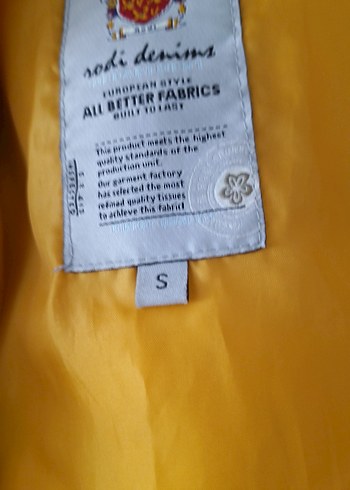 rodi denims
EUROPEAN STYLE
ALL BETTER FABRICS
BUILT TO LAST
This product meets the highest
quality standards of the
production unit.
Our garment factory
has selected the most
refined quality tissues
to achieve this fabric
S